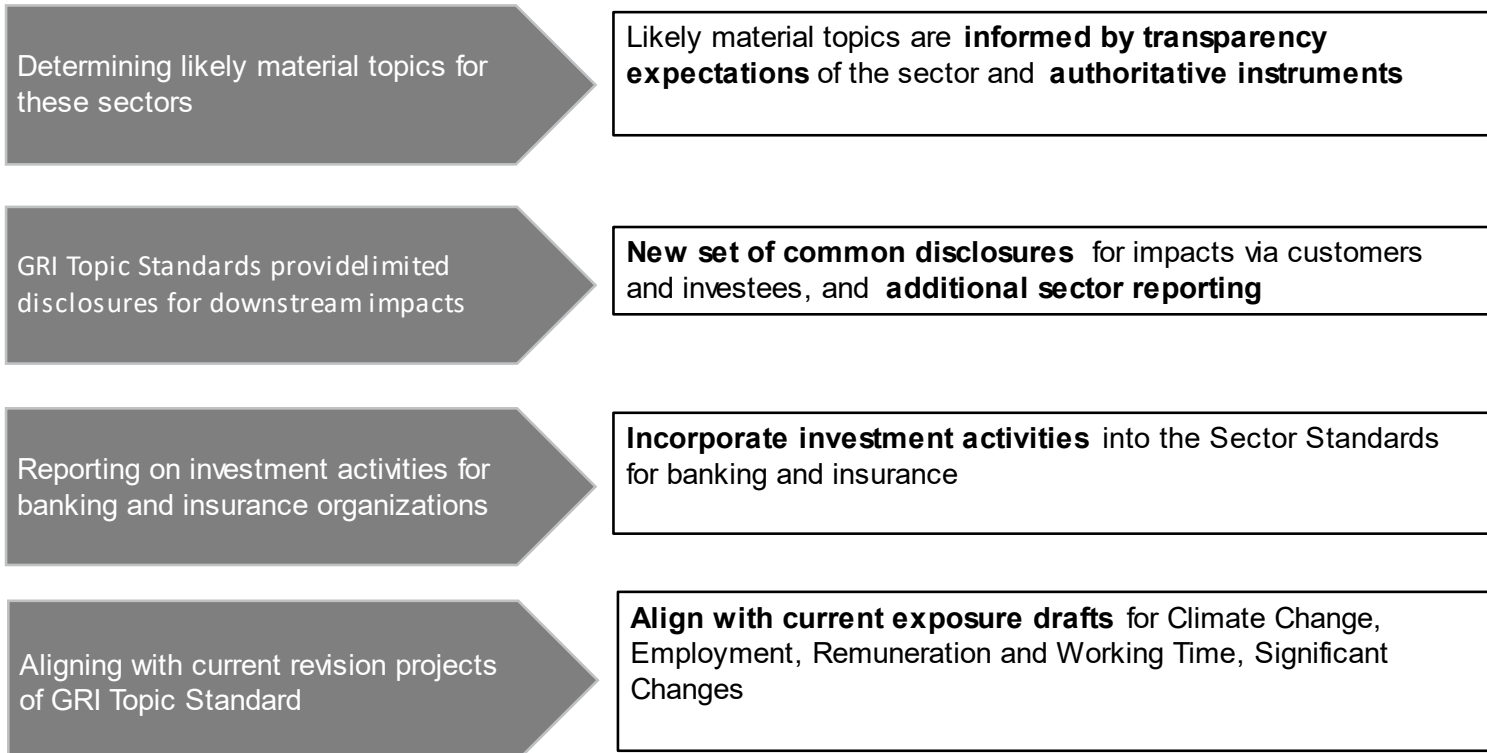 Determining likely material topics for
these sectors
Likely material topics are informed by transparency
expectations of the sector and authoritative instruments
GRI Topic Standards providelimited
disclosures for downstream impacts
New set of common disclosures for impacts via customers
and investees, and additional sector reporting
Reporting on investment activities for
banking and insurance organizations
Incorporate investment activities into the Sector Standards
for banking and insurance
Aligning with current revision projects
of GRI Topic Standard
Align with current exposure drafts for Climate Change,
Employment, Remuneration and Working Time, Significant
Changes